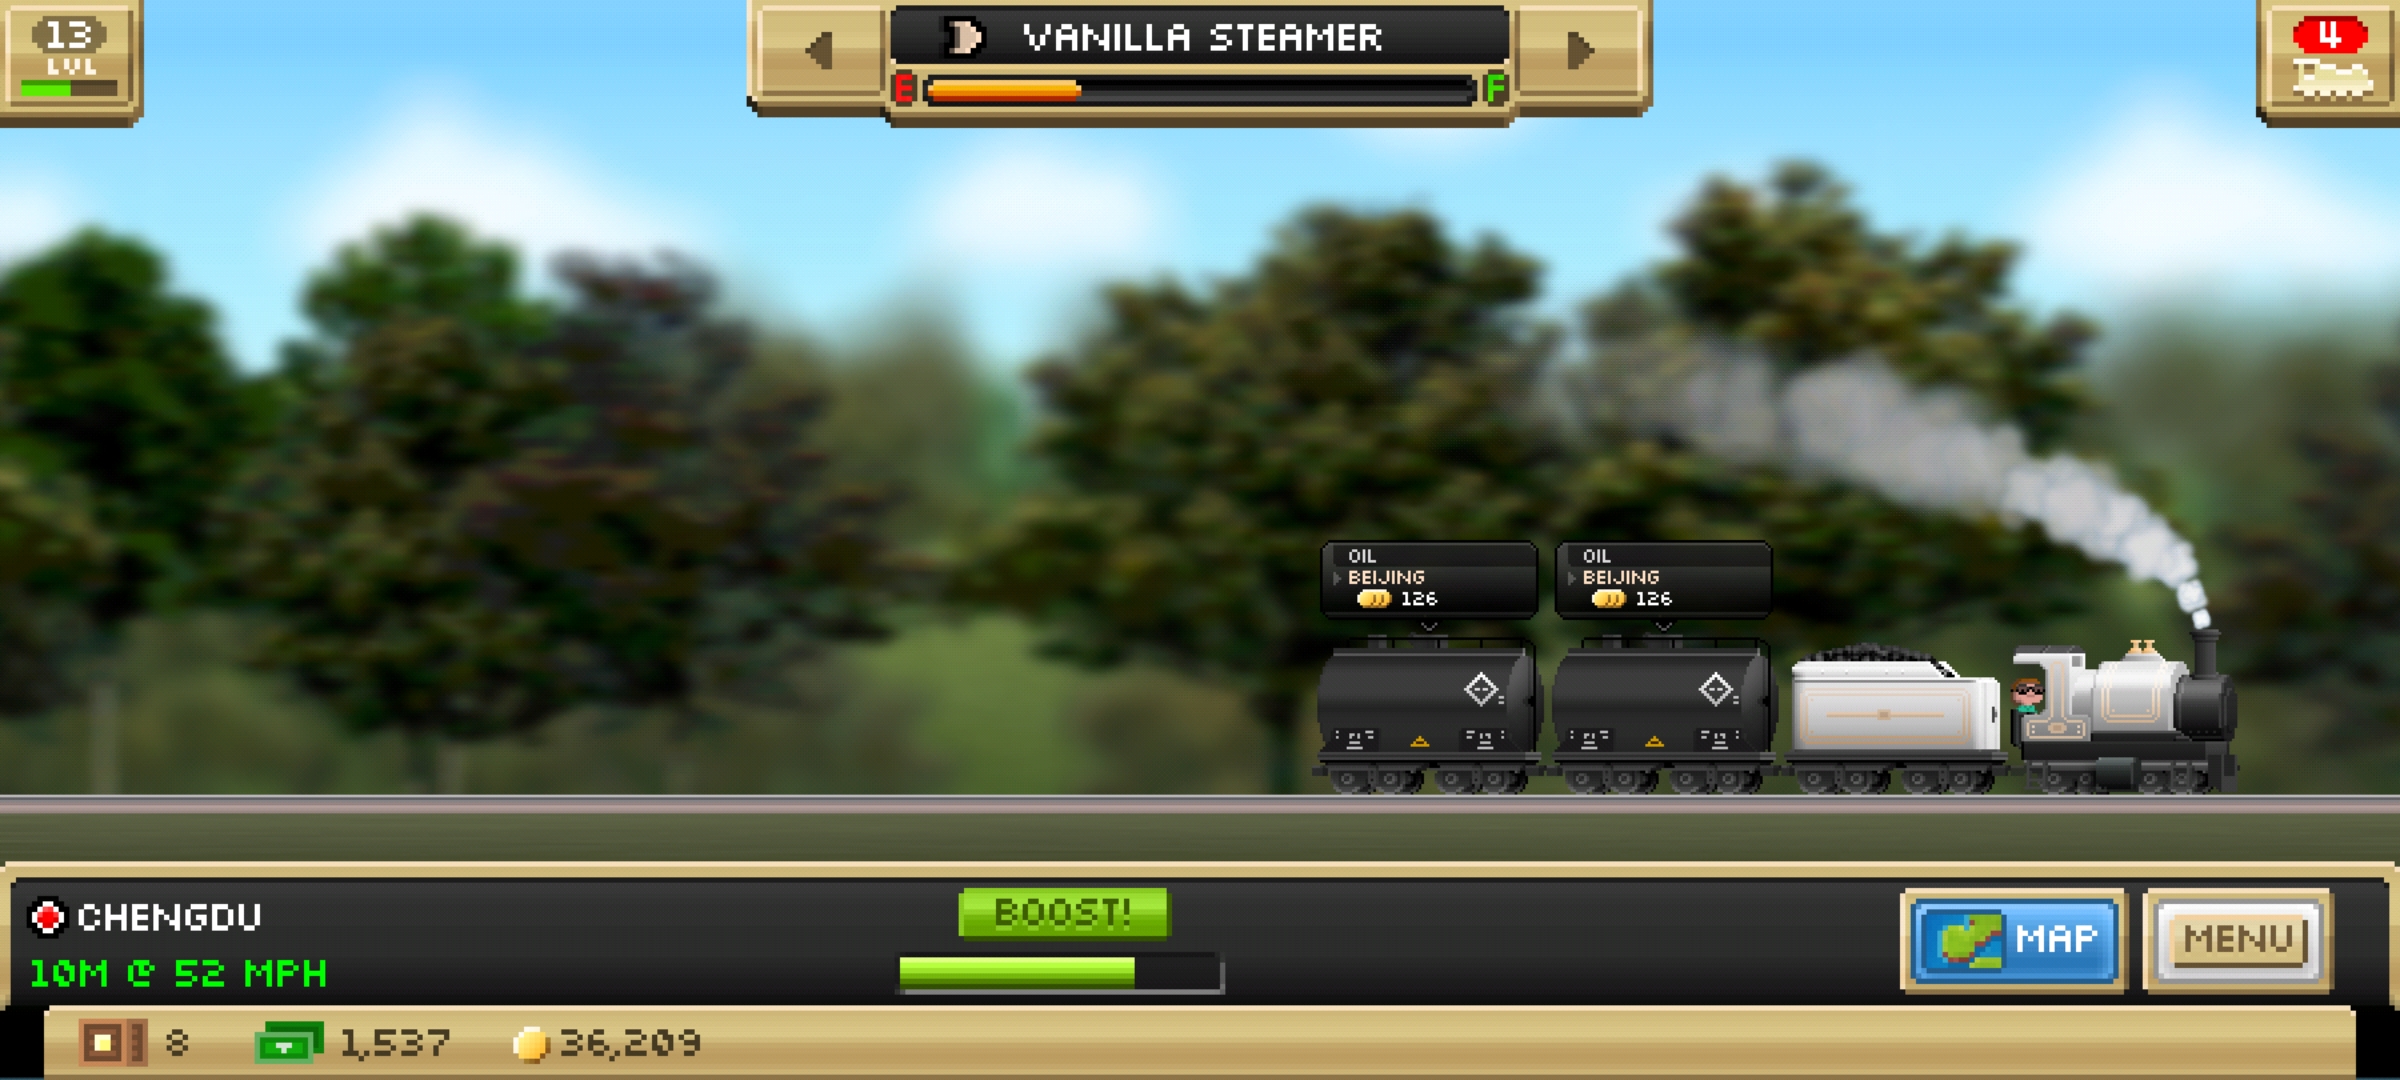 13
LVL
VANILLA STEAMER
E
F
4
OIL
BEIJING
126
OIL
BEIJING
126
CHENGDU
10M @ 52 MPH
BOOST!
MAP
MENU
8
1,537
36,209